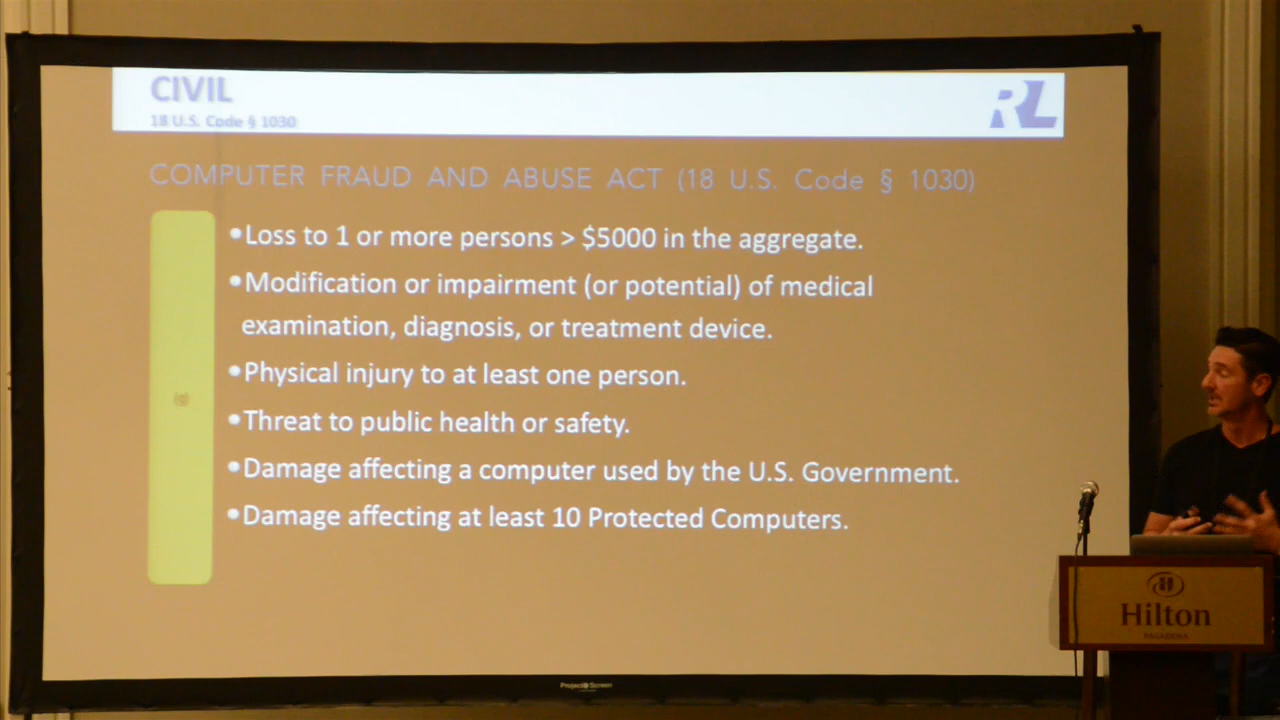 CIVIL
18 U.S. Code § 1030
RL
COMPUTER FRAUD AND ABUSE ACT (18 U.S. Code § 1030)
•Loss to 1 or more persons > $5000 in the aggregate.
•Modification or impairment (or potential) of medical
examination, diagnosis, or treatment device.
•Physical injury to at least one person.
•Threat to public health or safety.
•Damage affecting a computer used by the U.S. Government.
•Damage affecting at least 10 Protected Computers.
Hilton
PASADENA